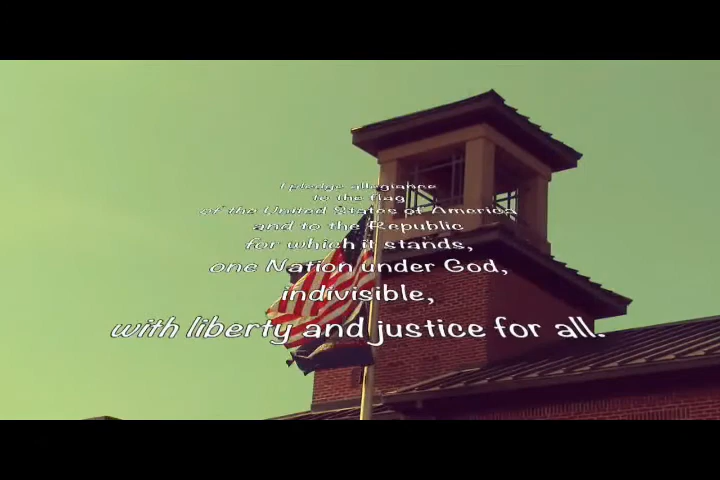 I pledge allegiance
to the flag
of the United States of America
and to the Republic
for which it stands,
one Nation under God,
indivisible,
with liberty and justice for all.